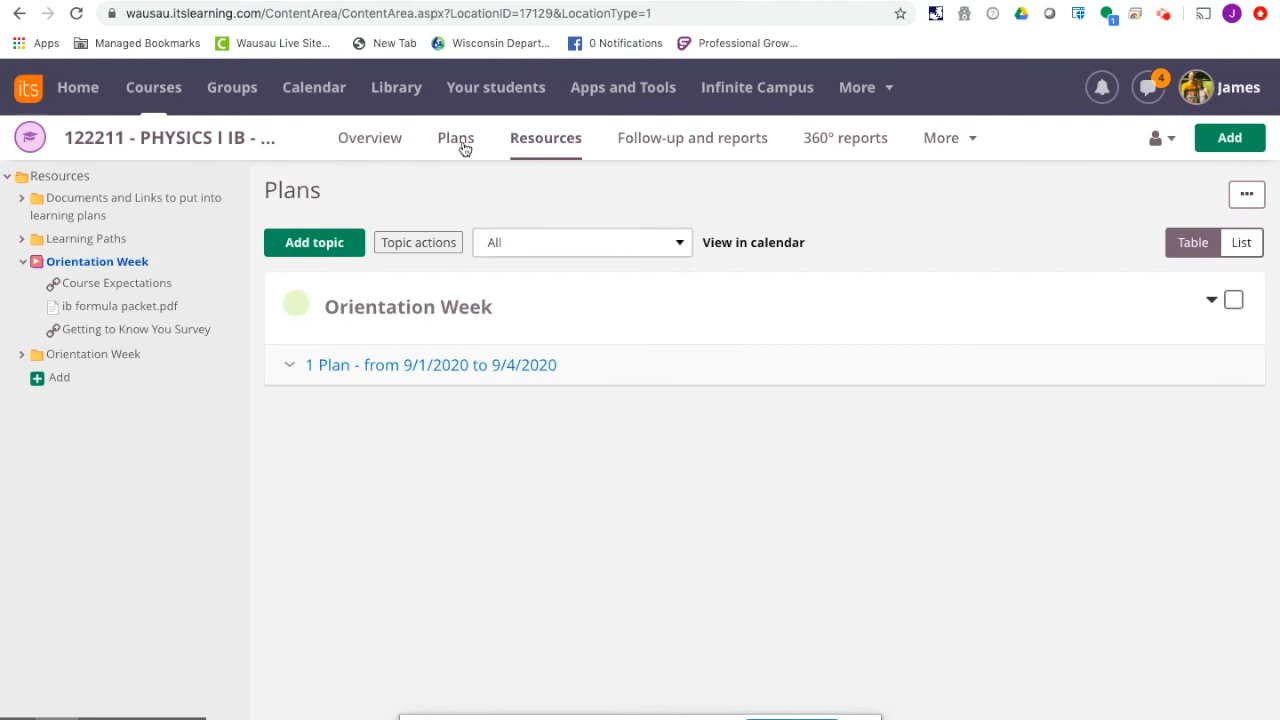 wausau.itslearning.com/ContentArea/ContentArea.aspx?LocationID=17129&LocationType=1
1
Apps
Managed Bookmarks
Wausau Live Site...
New Tab
Wisconsin Depart...
0 Notifications
Professional Grow...
its
Home
Courses
Groups
Calendar
Library
Your students
Apps and Tools
Infinite Campus
More
4
James
122211 - PHYSICS I IB - ...
Overview
Plans
Resources
Follow-up and reports
360° reports
More
Add
Resources
Documents and Links to put into
learning plans
Learning Paths
Orientation Week
Course Expectations
ib formula packet.pdf
Getting to Know You Survey
Orientation Week
Add
Plans
Add topic
Topic actions
All
View in calendar
Table
List
Orientation Week
1 Plan - from 9/1/2020 to 9/4/2020